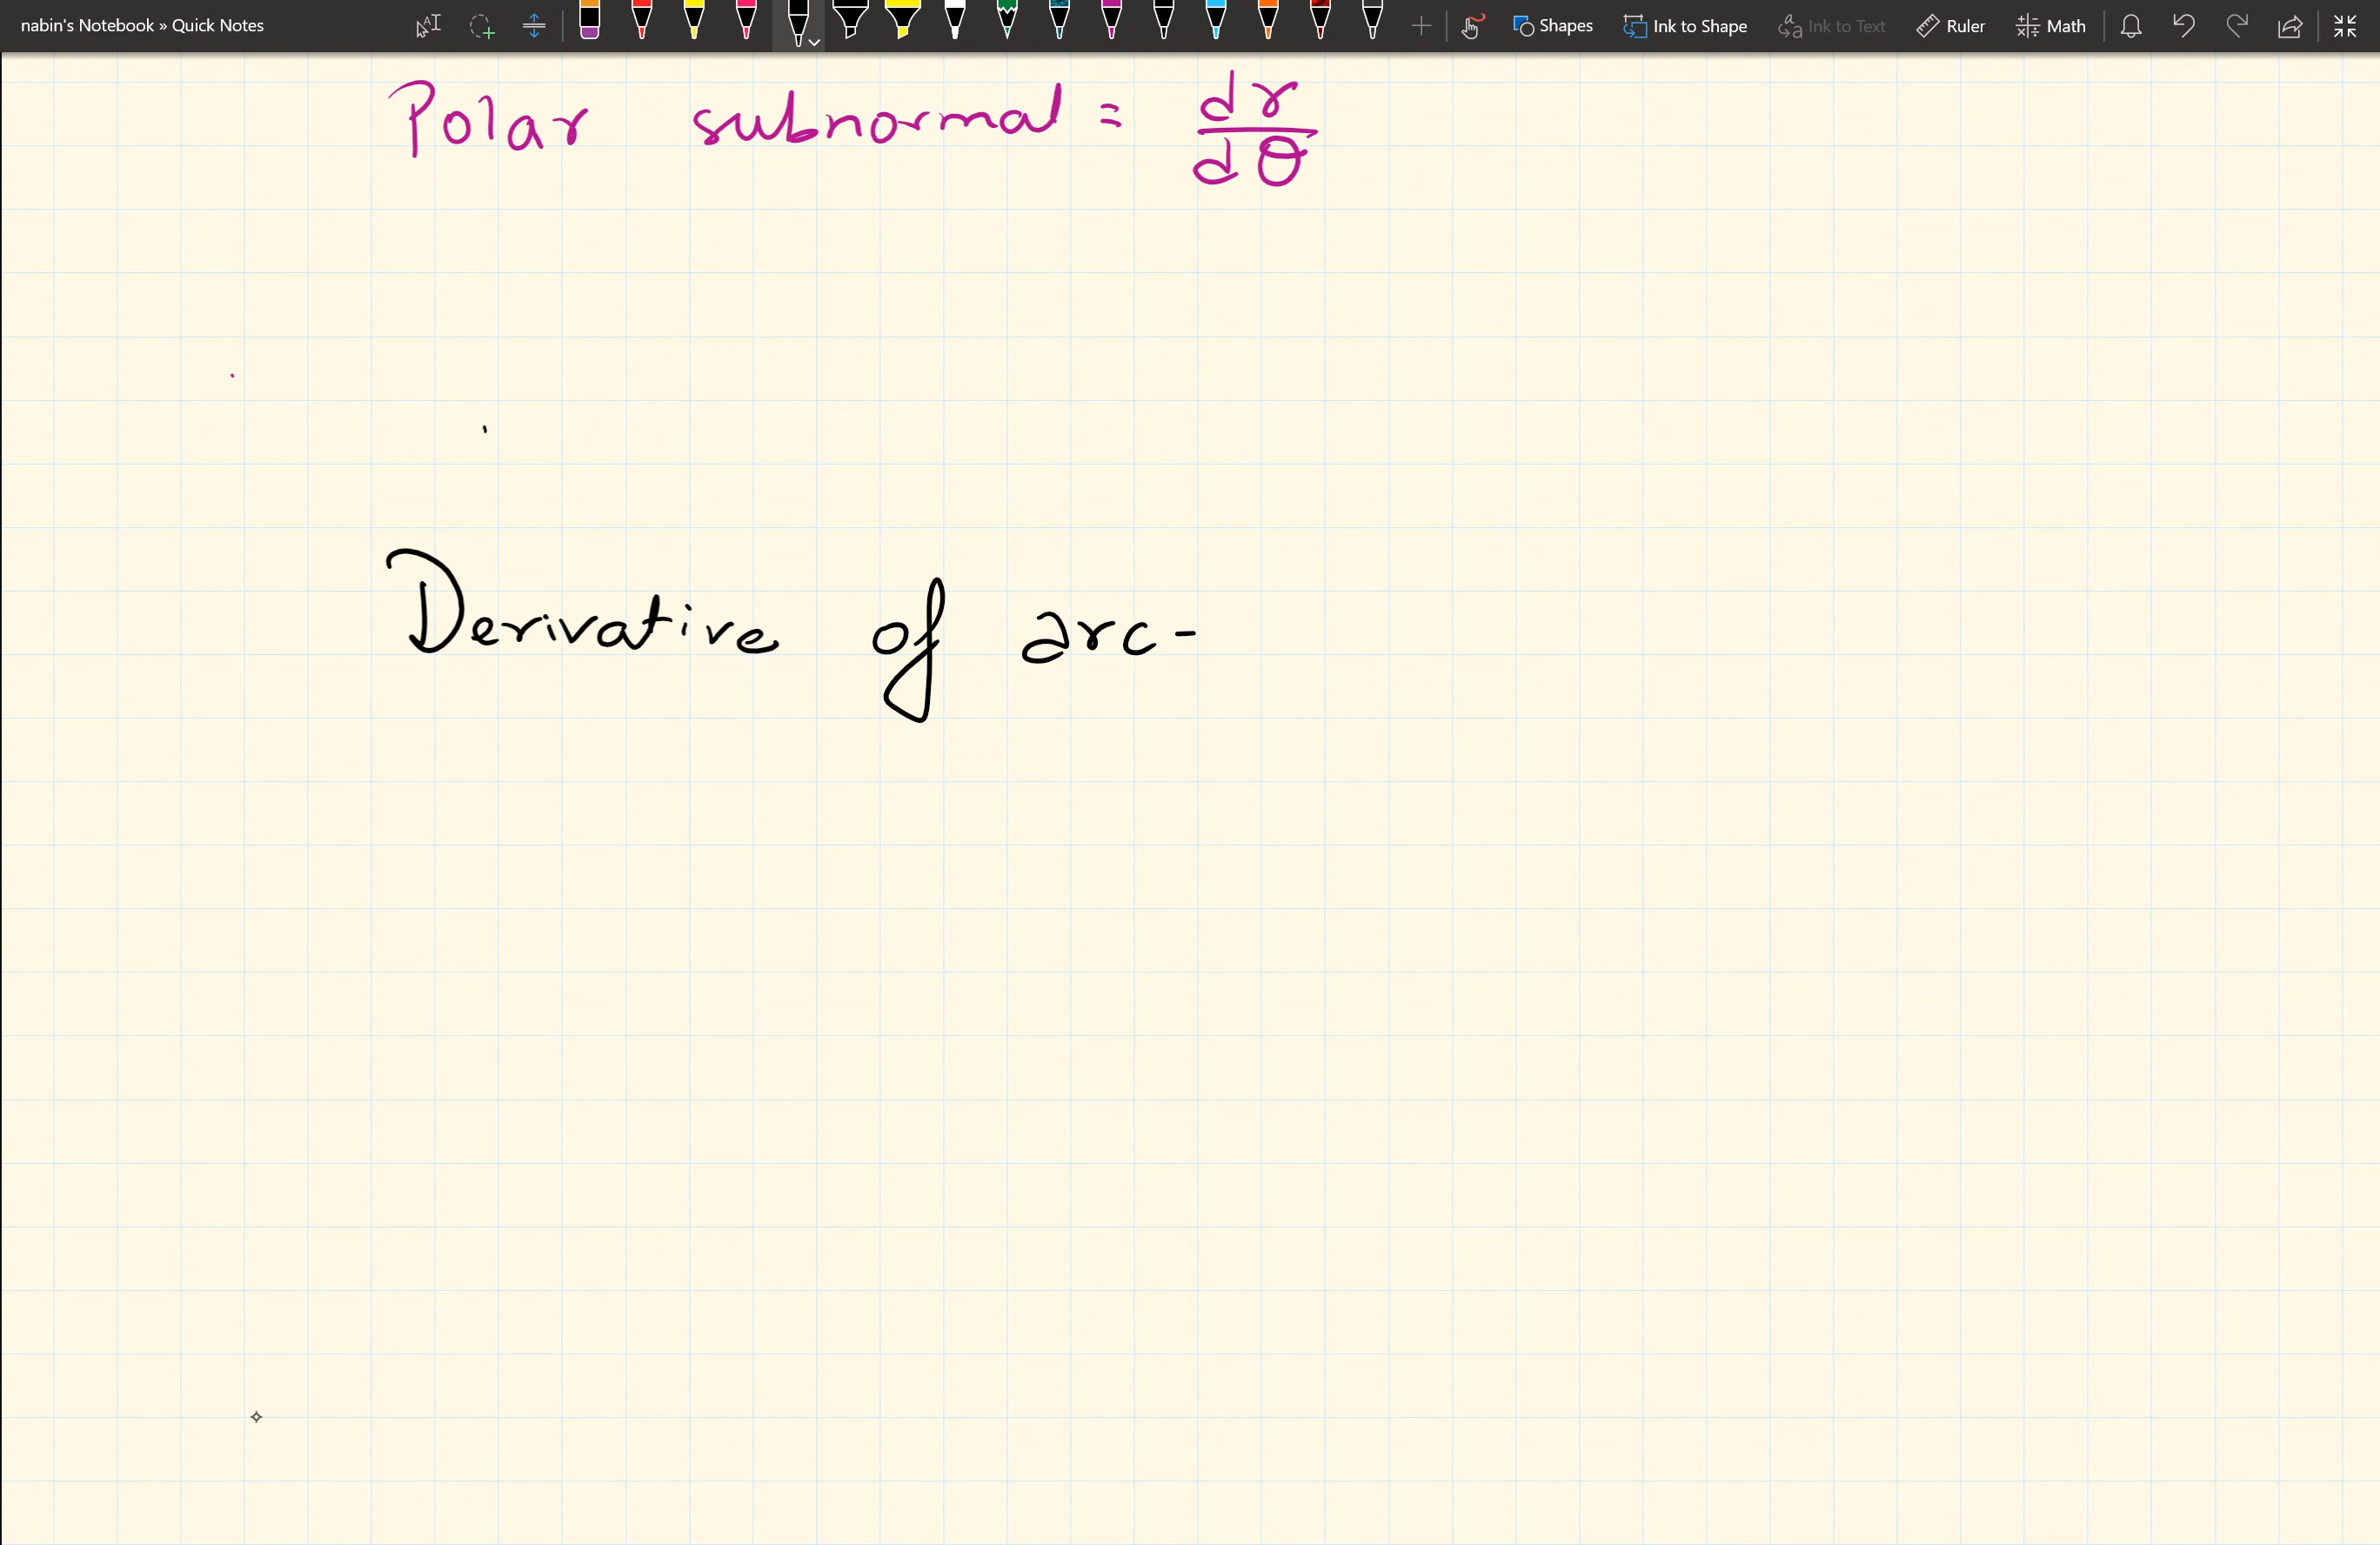 nabin's Notebook » Quick Notes Shapes Ink to Shape Ink to Text Ruler Math
Polar subnormal = dr/dθ
Derivative of arc-